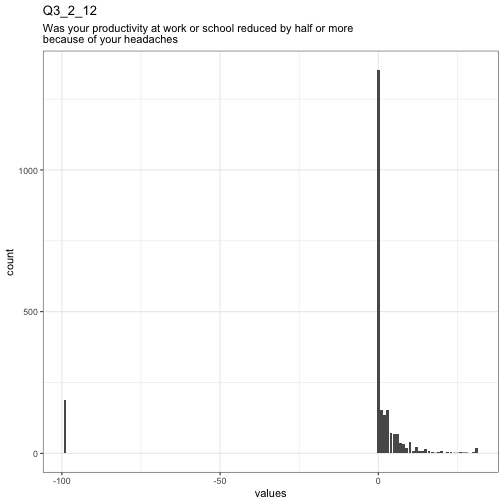 Q3_2_12
Was your productivity at work or school reduced by half or more
because of your headaches
1000
500
0
count
-100
-50
0
values